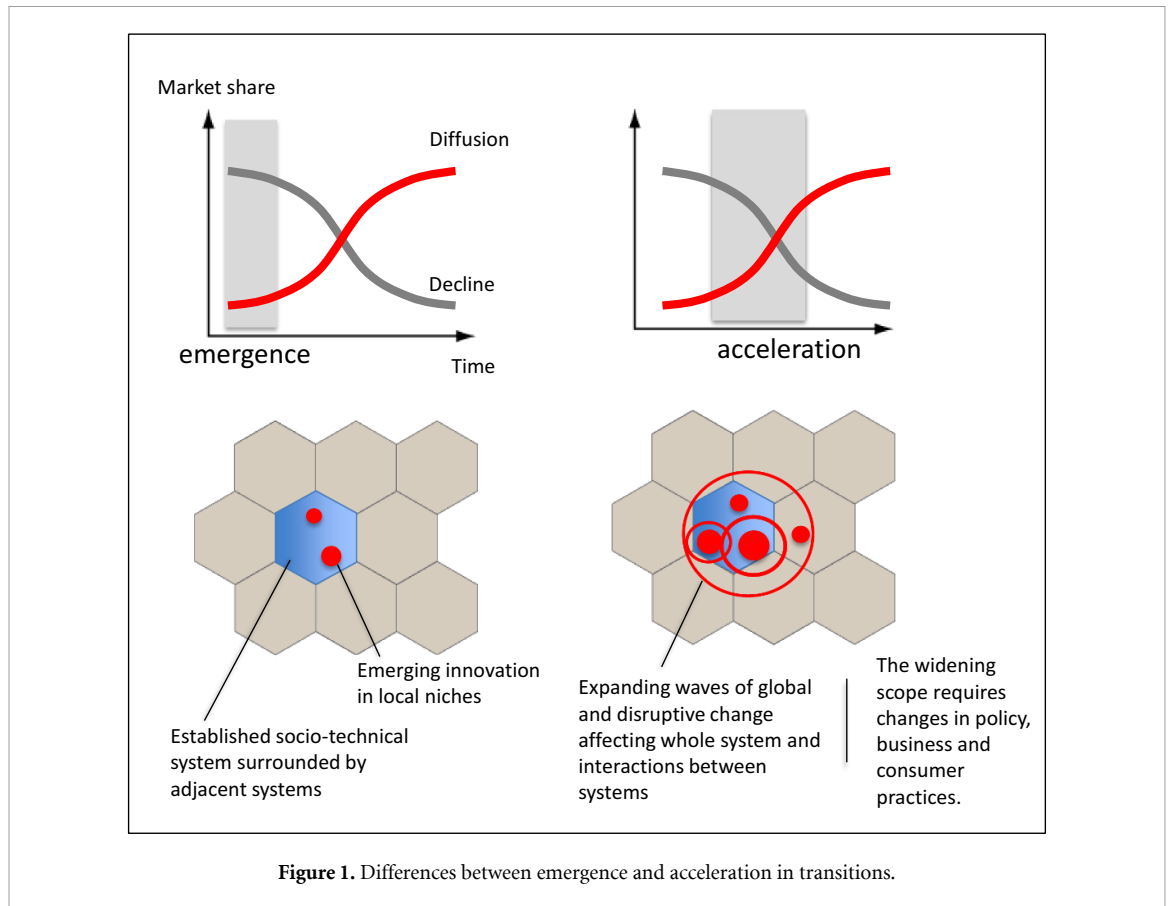 Market share
Diffusion
Decline
emergence
Time
acceleration
Emerging innovation
in local niches
Established socio-technical
system surrounded by
adjacent systems
Expanding waves of global
and disruptive change
affecting whole system and
interactions between
systems
The widening
scope requires
changes in policy,
business and
consumer
practices.
Figure 1. Differences between emergence and acceleration in transitions.